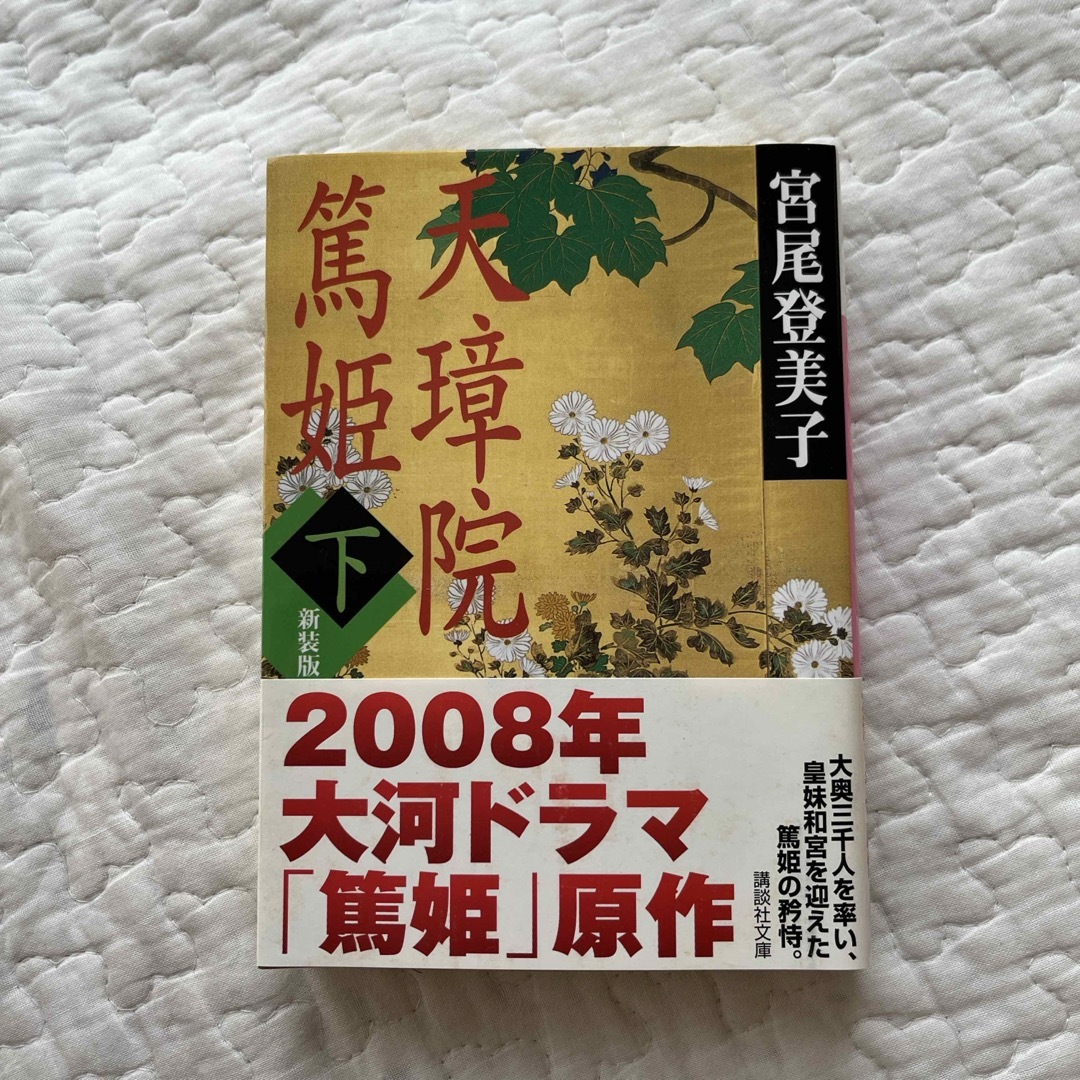 宮尾登美子
天璋院
篤姫
下
新装版
2008年
大河ドラマ
「篤姫」原作
大奥三千人を率い、
皇妹和宮を迎えた
篤姫の矜恃。
講談社文庫